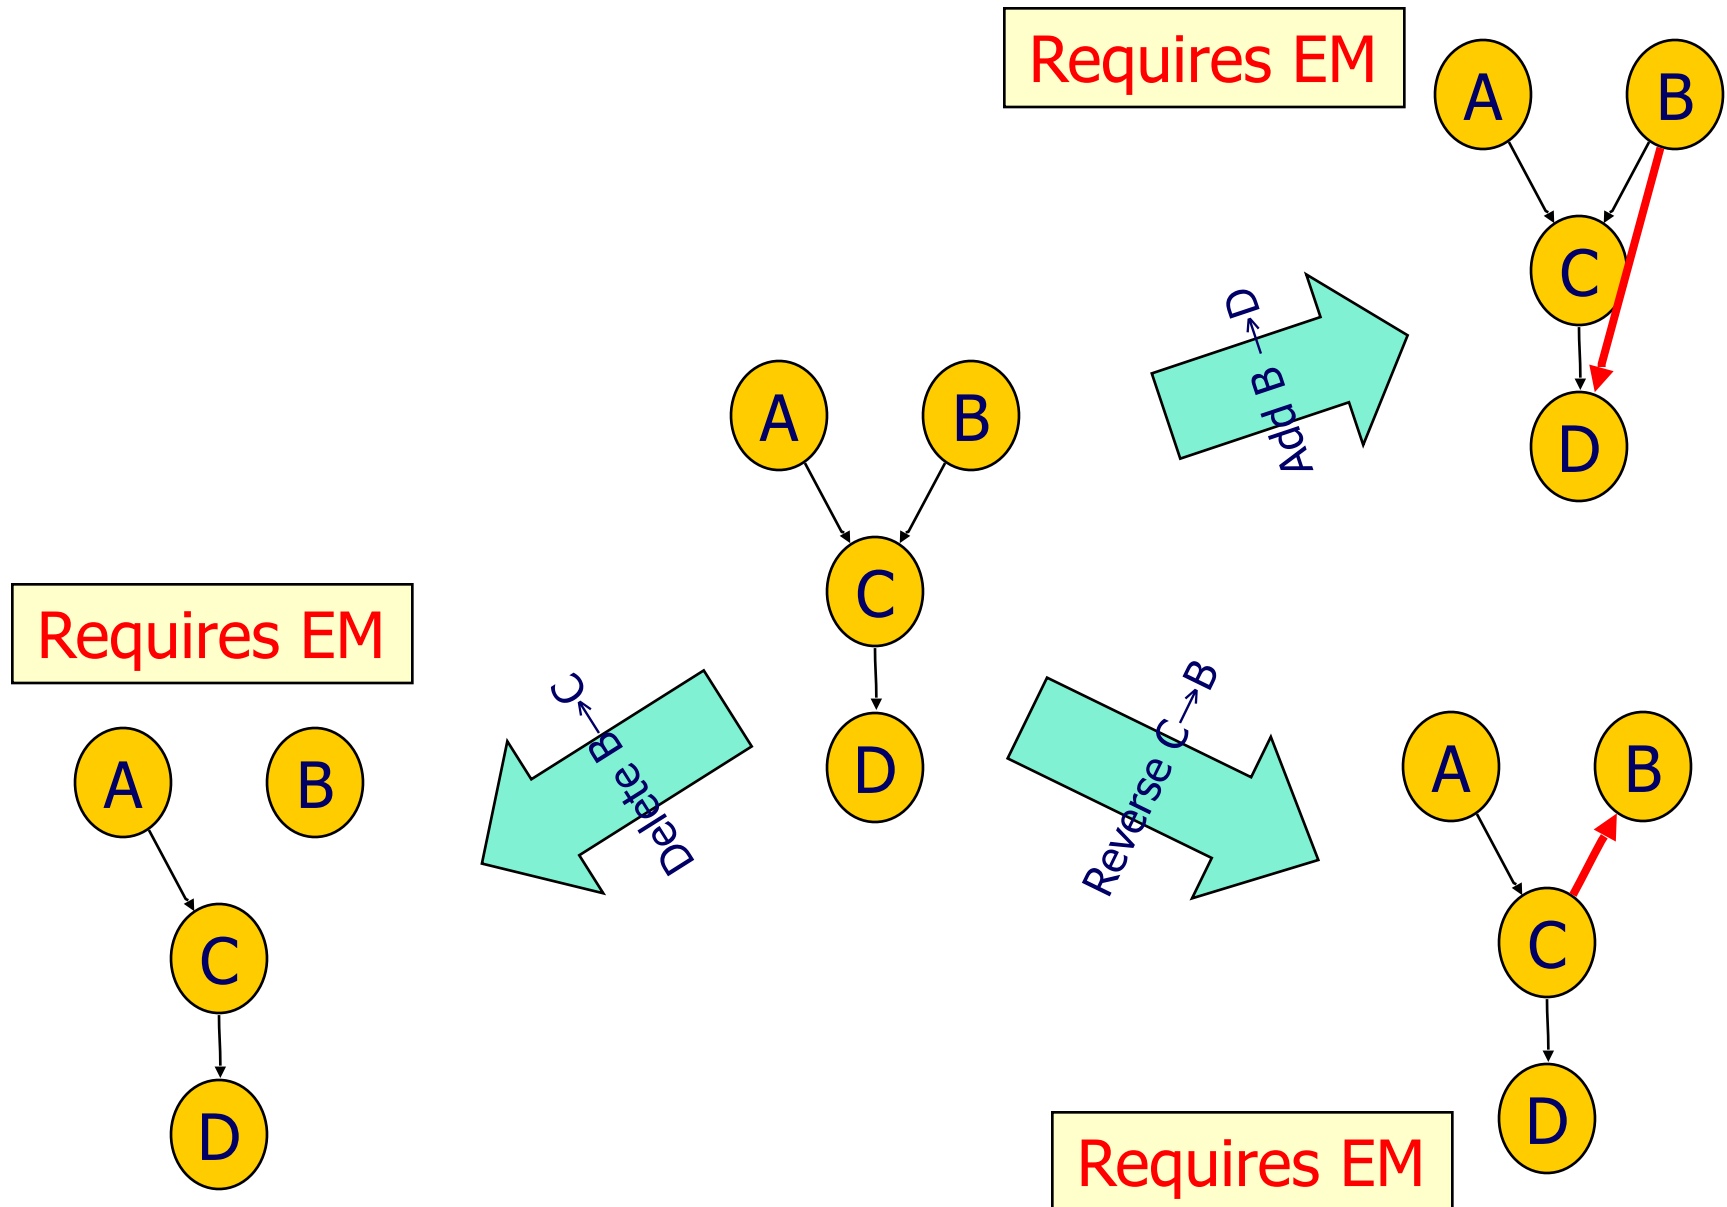 Requires EM
A B
C
D
Add B → D
A B
C
D
Requires EM
Delete B → C
Reverse C → B
A B
C
D
A B
C
D
Requires EM